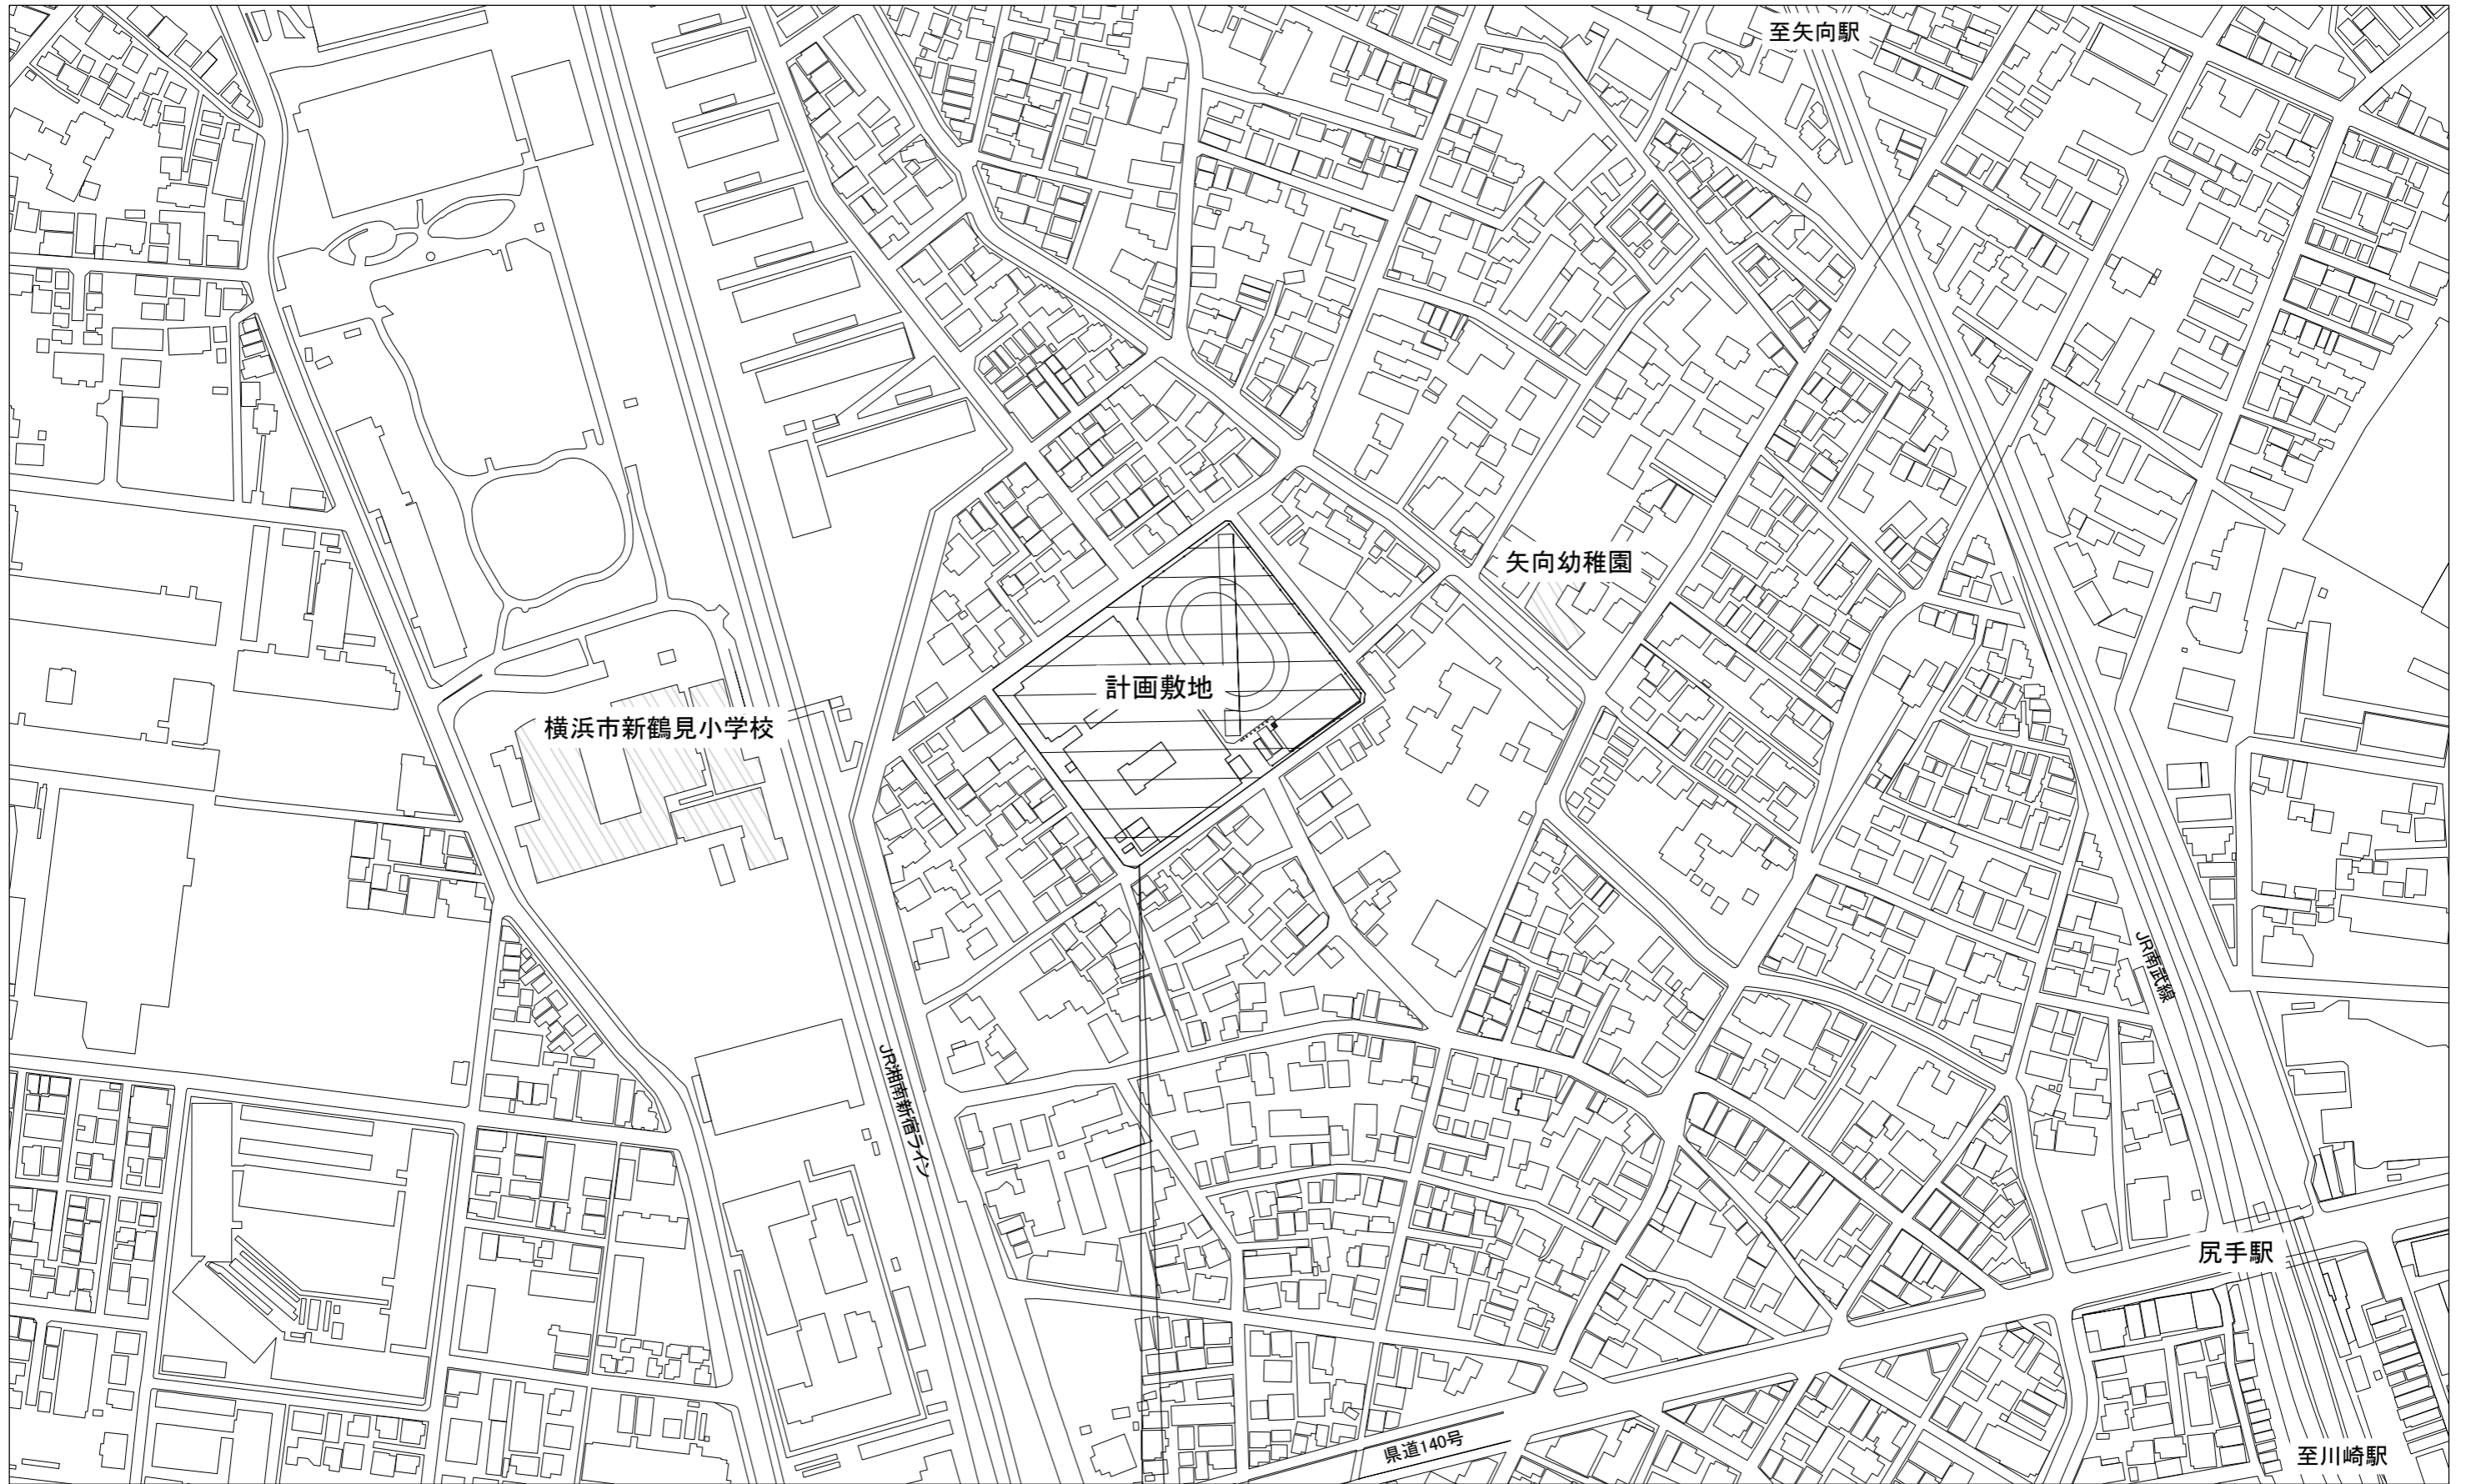 至矢向駅
矢向幼稚園
計画敷地
横浜市新鶴見小学校
JR南武線
JR湘南新宿ライン
尻手駅
県道140号
至川崎駅